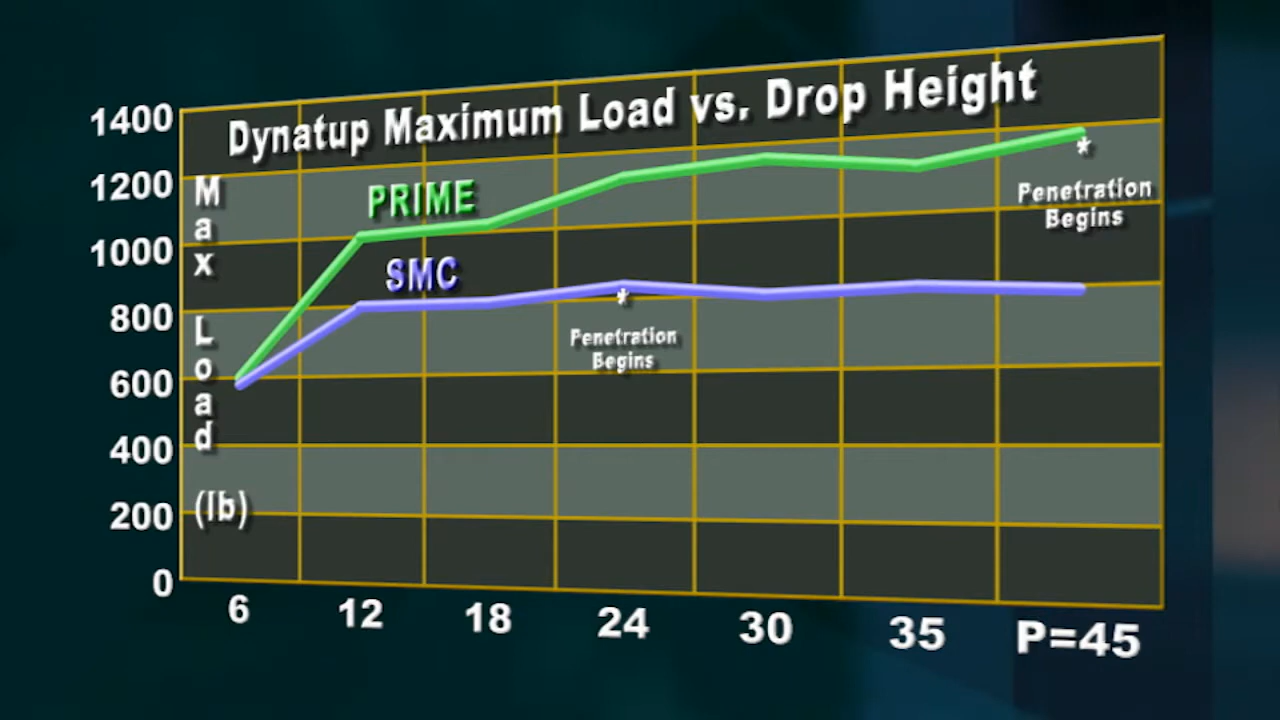 Dynatup Maximum Load vs. Drop Height
1400
1200
1000
800
600
400
200
0
Max Load (lb)
PRIME
SMC
*
Penetration
Begins
*
Penetration
Begins
6 12 18 24 30 35 P=45